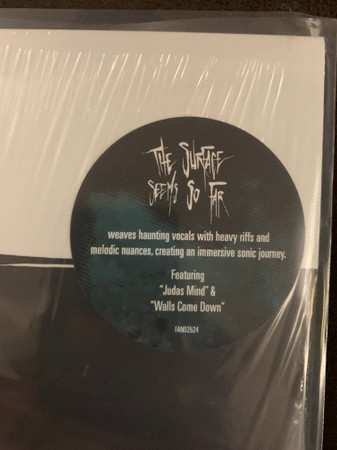 THE SURFACE
SEEMS SO FAR
weaves haunting vocals with heavy riffs and
melodic nuances, creating an immersive sonic journey.
Featuring
"Judas Mind" &
"Walls Come Down"